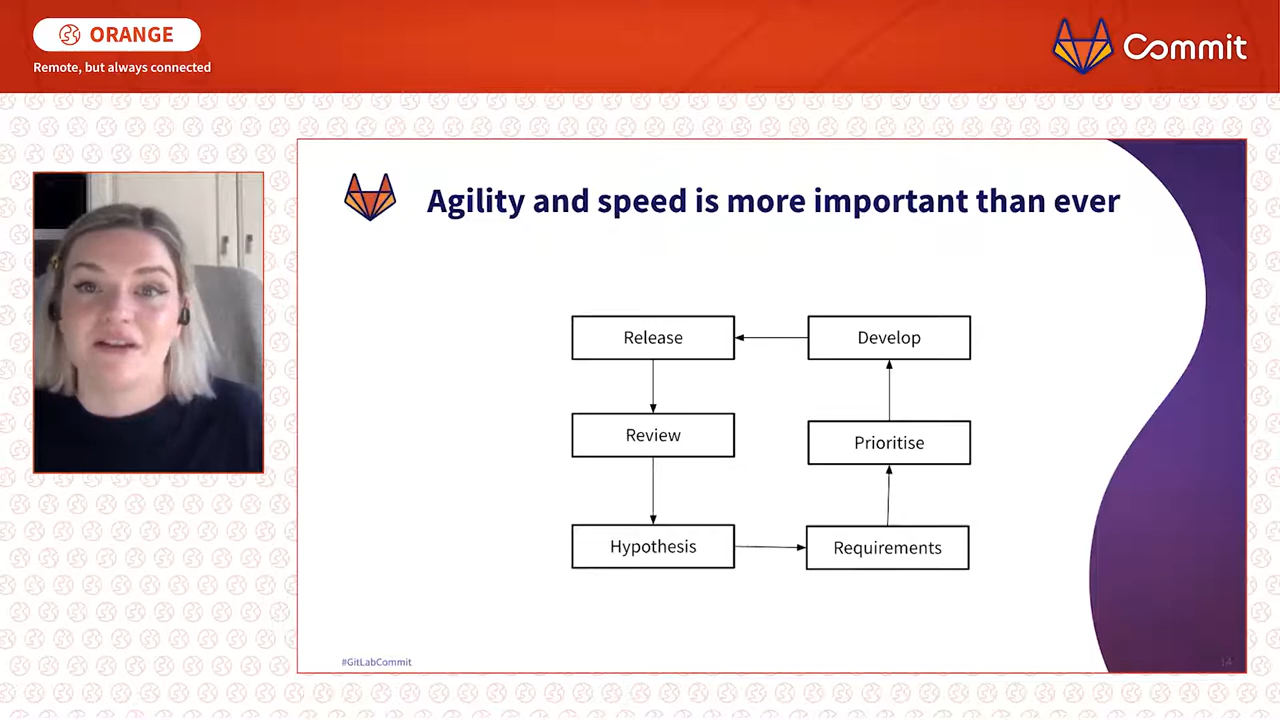 ORANGE
Remote, but always connected
Commit
Agility and speed is more important than ever
Release
Develop
Review
Prioritise
Hypothesis
Requirements
#GitLabCommit
14